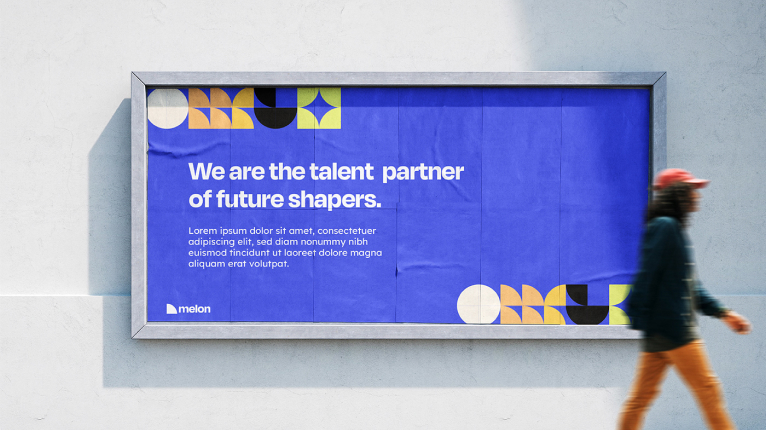 We are the talent partner
of future shapers.
Lorem ipsum dolor sit amet, consectetuer
adipiscing elit, sed diam nonummy nibh
euismod tincidunt ut laoreet dolore magna
aliquam erat volutpat.
melon